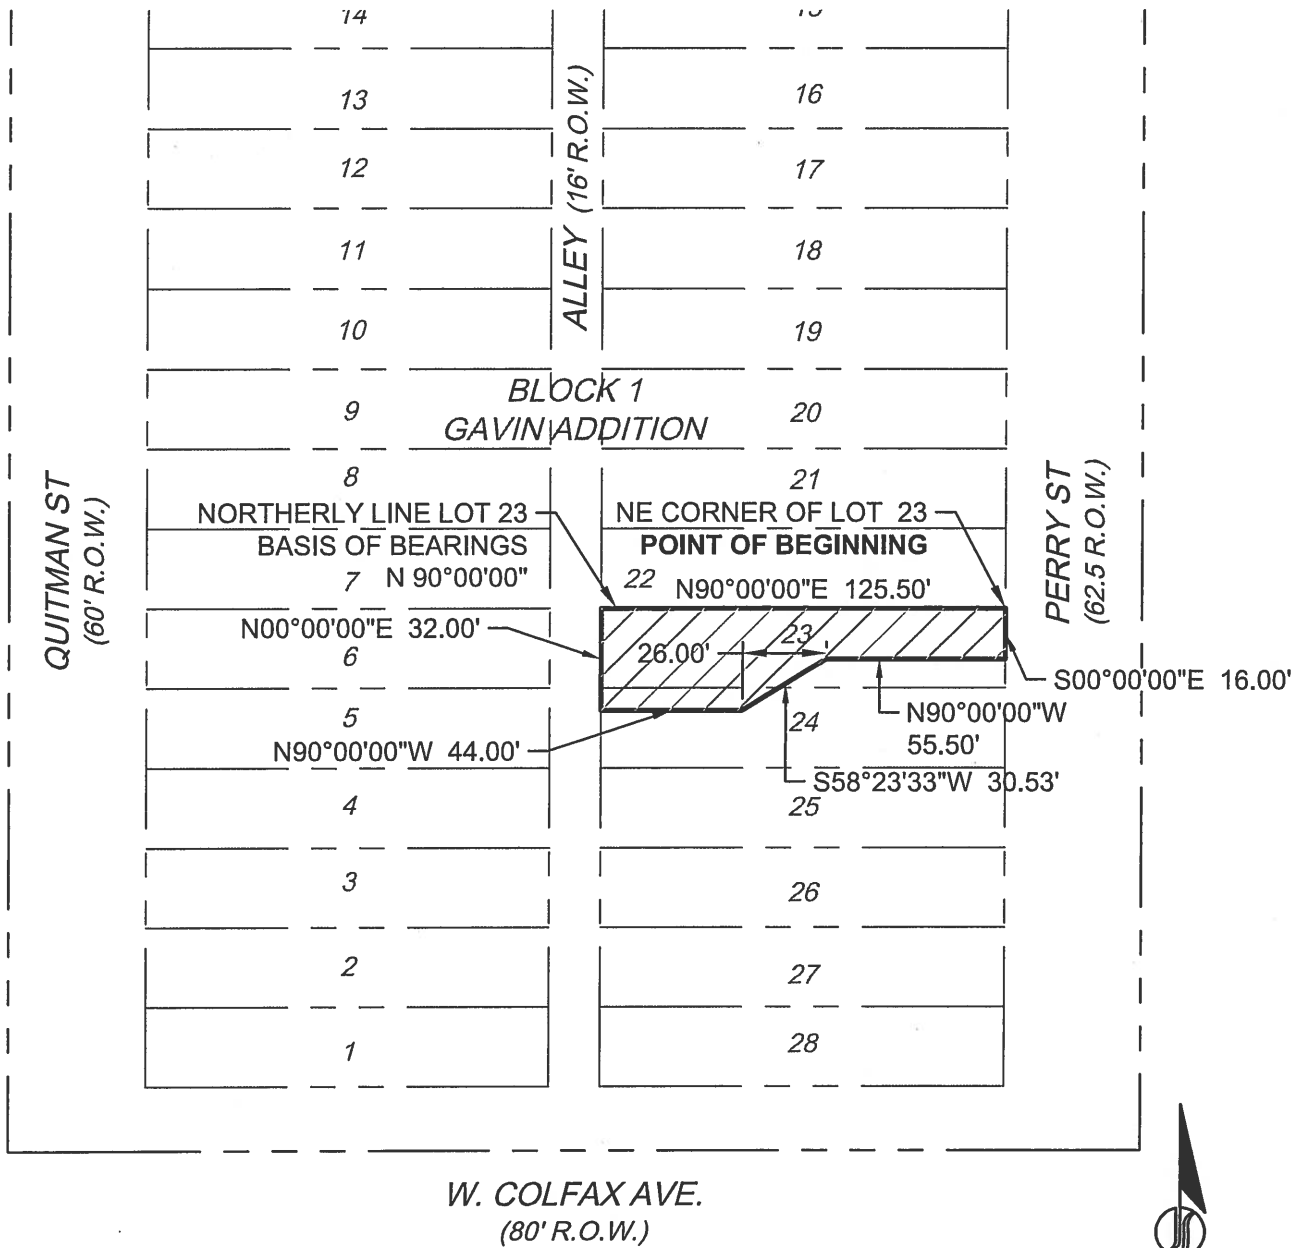 14
15
13
16
12
17
ALLEY (16' R.O.W.)
11
18
10
19
BLOCK 1
GAVIN ADDITION
9
20
8
21
QUITMAN ST
(60' R.O.W.)
PERRY ST
(62.5 R.O.W.)
NORTHERLY LINE LOT 23
BASIS OF BEARINGS
N 90°00'00"
NE CORNER OF LOT 23
POINT OF BEGINNING
7
22
N90°00'00"E 125.50'
N00°00'00"E 32.00'
6
26.00'
23
S00°00'00"E 16.00'
5
24
N90°00'00"W
55.50'
N90°00'00"W 44.00'
S58°23'33"W 30.53'
4
25
3
26
2
27
1
28
W. COLFAX AVE.
(80' R.O.W.)